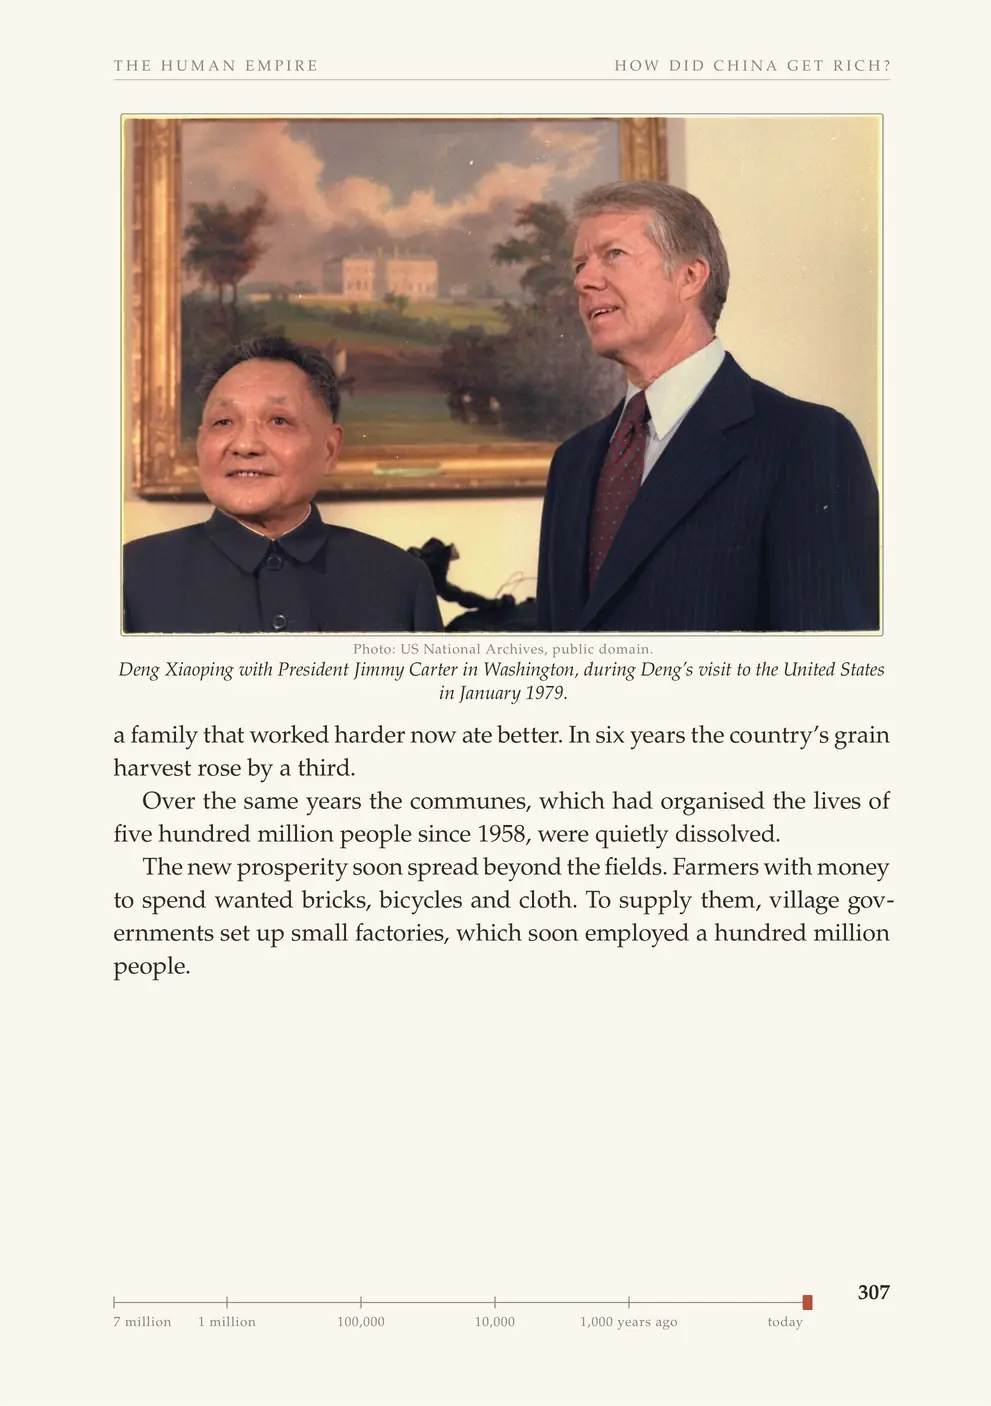 THE HUMAN EMPIRE
HOW DID CHINA GET RICH?
Photo: US National Archives, public domain.
Deng Xiaoping with President Jimmy Carter in Washington, during Deng’s visit to the United States
in January 1979.
a family that worked harder now ate better. In six years the country’s grain
harvest rose by a third.
Over the same years the communes, which had organised the lives of
five hundred million people since 1958, were quietly dissolved.
The new prosperity soon spread beyond the fields. Farmers with money
to spend wanted bricks, bicycles and cloth. To supply them, village gov-
ernments set up small factories, which soon employed a hundred million
people.
307
7 million
1 million
100,000
10,000
1,000 years ago
today